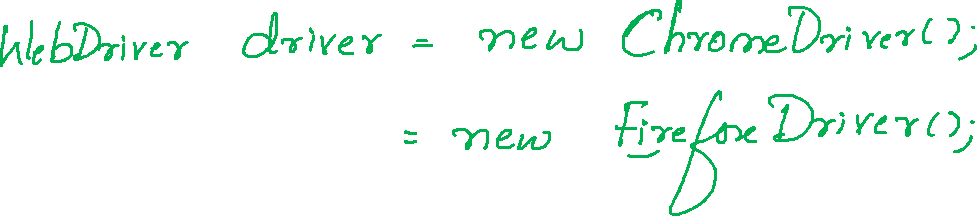 WebDriver driver = new ChromeDriver();
= new FirefoxDriver();